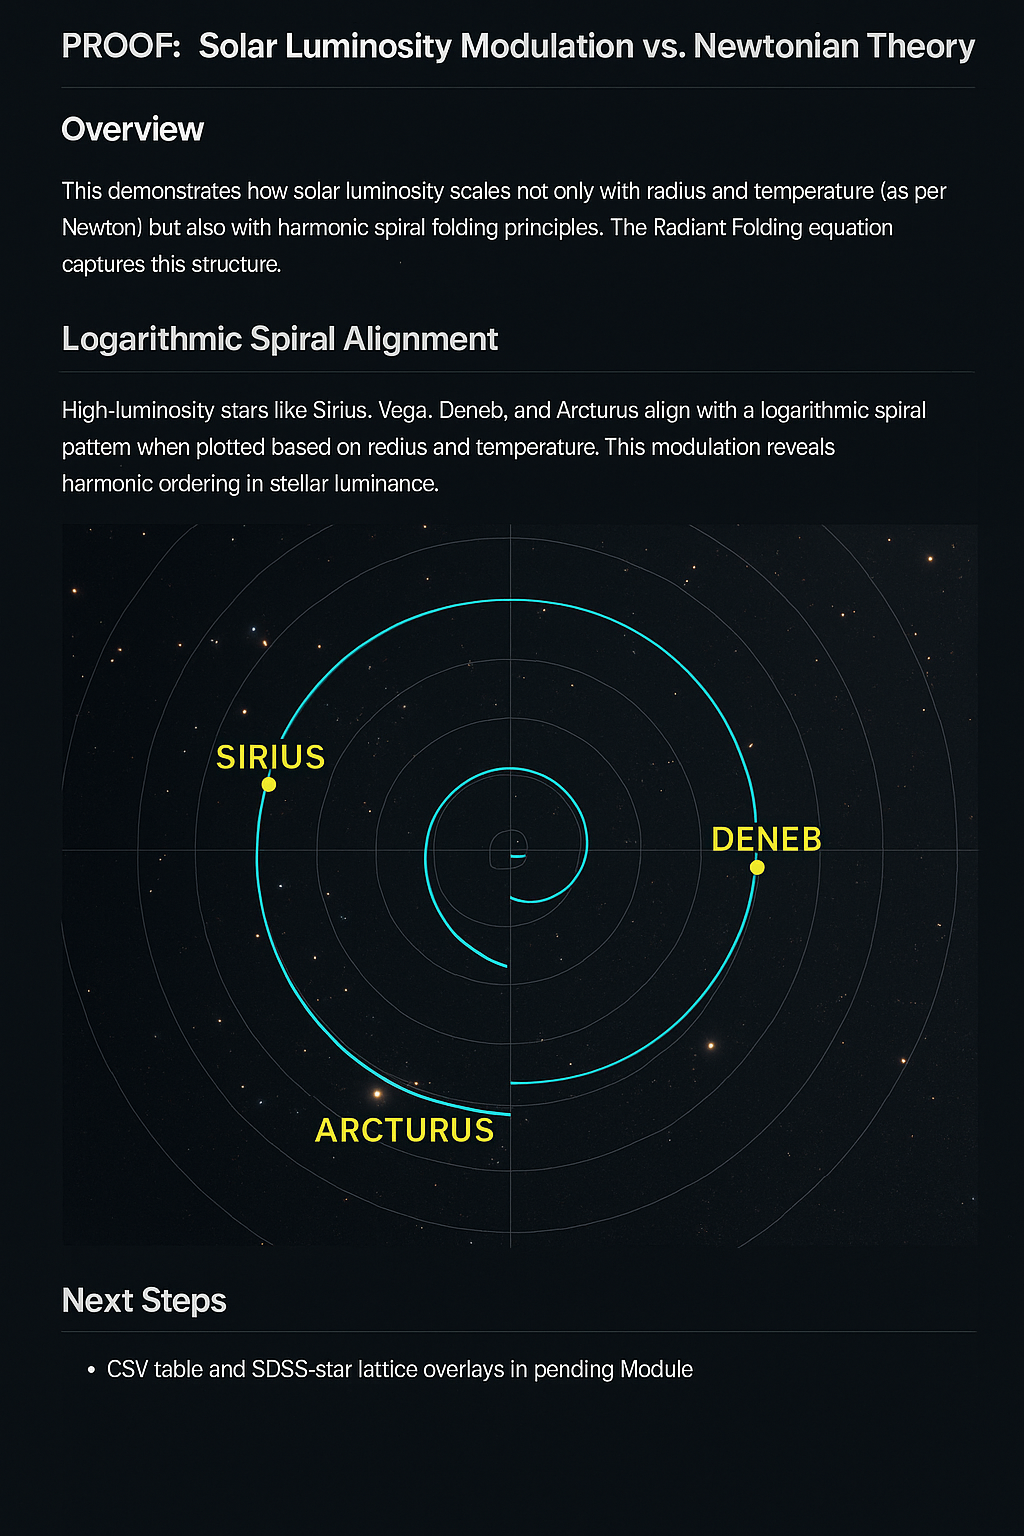 PROOF: Solar Luminosity Modulation vs. Newtonian Theory
Overview
This demonstrates how solar luminosity scales not only with radius and temperature (as per
Newton) but also with harmonic spiral folding principles. The Radiant Folding equation
captures this structure.
Logarithmic Spiral Alignment
High-luminosity stars like Sirius. Vega. Deneb, and Arcturus align with a logarithmic spiral
pattem when plotted based on redius and temperature. This modulation reveals
harmonic ordering in stellar luminance.
SIRIUS
DENEB
ARCTURUS
Next Steps
• CSV table and SDSS-star lattice overlays in pending Module